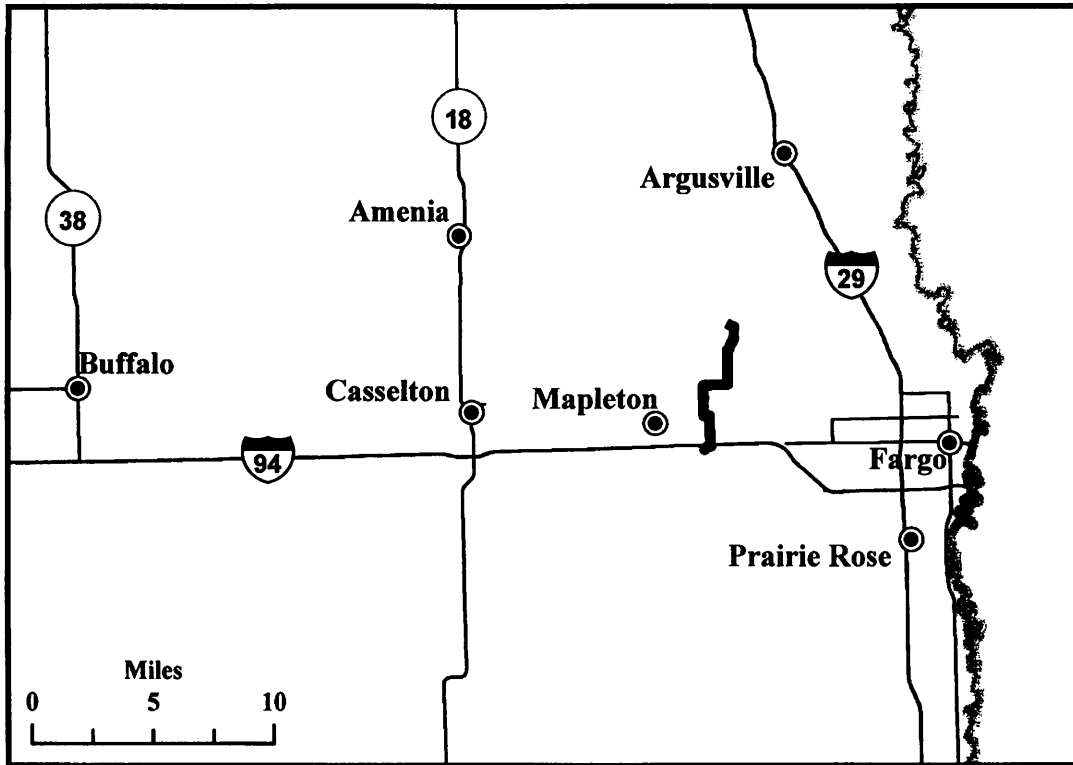 18
Argusville
Amenia
38
29
Buffalo
Casselton
Mapleton
94
Fargo
Prairie Rose
Miles
0 5 10